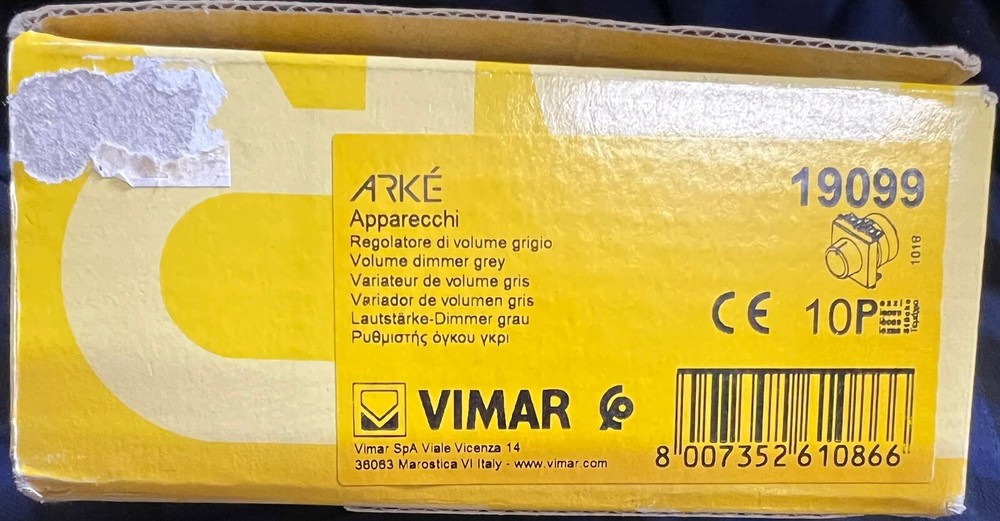 ARKÉ
19099
Apparecchi
Regolatore di volume grigio
Volume dimmer grey
Variateur de volume gris
Variador de volumen gris
Lautstärke-Dimmer grau
Ρυθμιστής όγκου γκρι
1018
CE
10P
VIMAR
Vimar SpA Viale Vicenza 14
36063 Marostica VI Italy - www.vimar.com
8 007352 610866